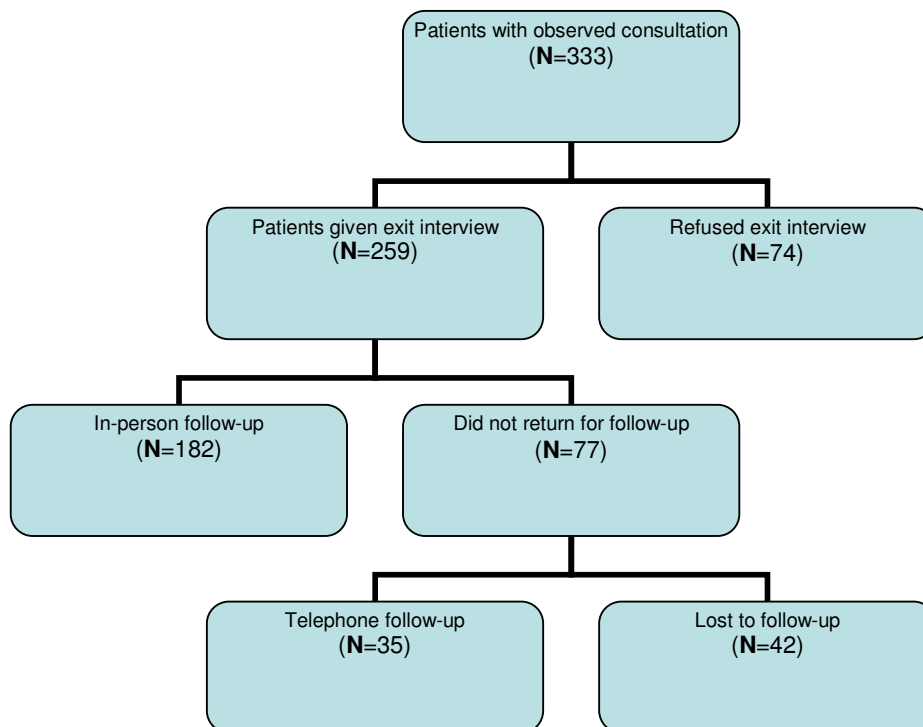 Patients with observed consultation
(N=333)
Patients given exit interview
(N=259)
Refused exit interview
(N=74)
In-person follow-up
(N=182)
Did not return for follow-up
(N=77)
Telephone follow-up
(N=35)
Lost to follow-up
(N=42)